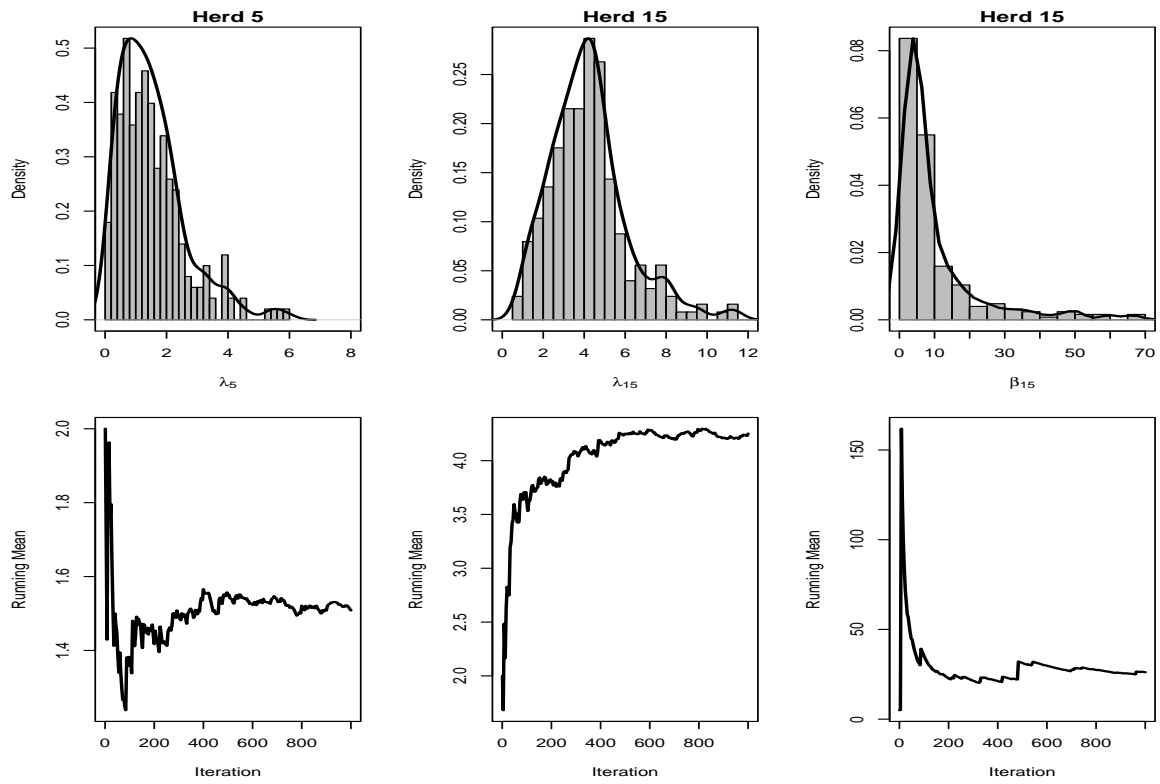 Herd 5
Density
0.0 0.1 0.2 0.3 0.4 0.5
0 2 4 6 8
λ₅
Herd 15
Density
0.00 0.05 0.10 0.15 0.20 0.25
0 2 4 6 8 10 12
λ₁₅
Herd 15
Density
0.00 0.02 0.04 0.06 0.08
0 10 30 50 70
β₁₅
Running Mean
1.4 1.6 1.8 2.0
0 200 400 600 800
Iteration
Running Mean
2.0 2.5 3.0 3.5 4.0
0 200 400 600 800
Iteration
Running Mean
0 50 100 150
0 200 400 600 800
Iteration